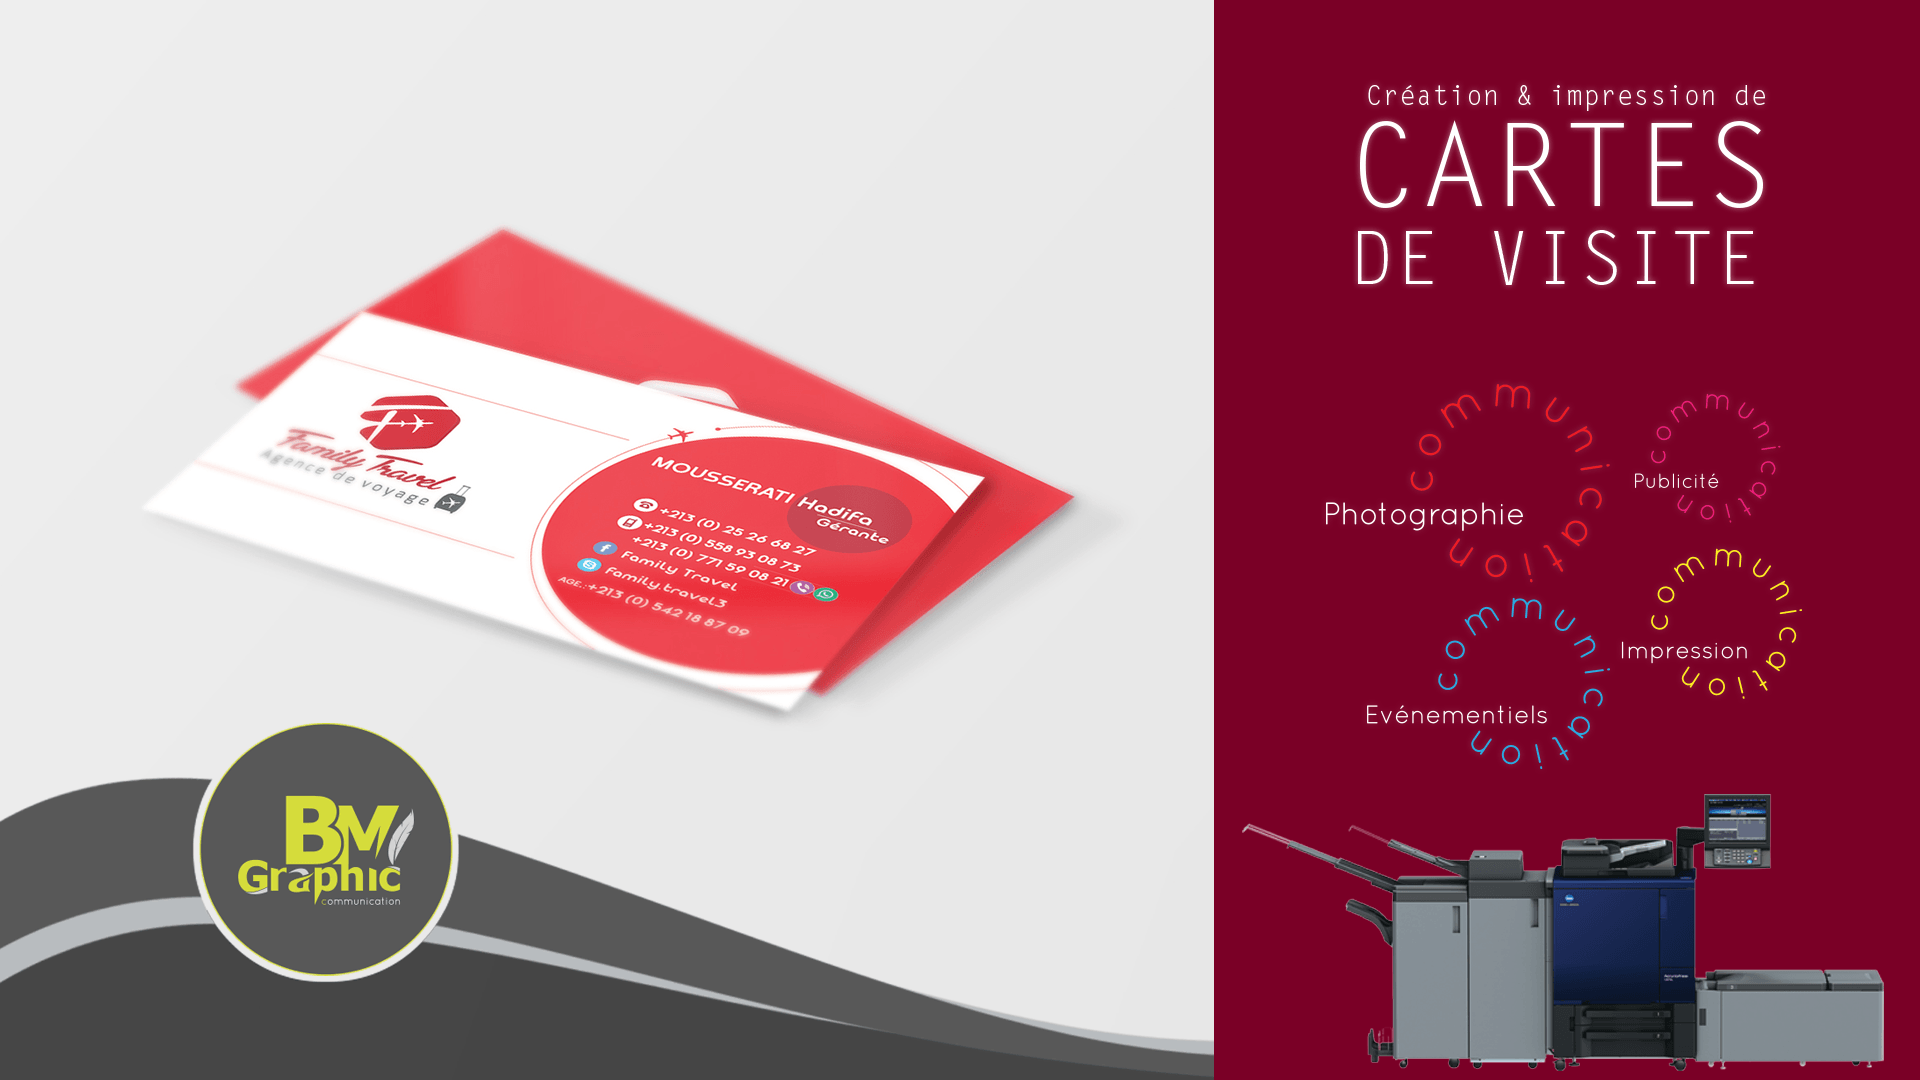 Family Travel
Agence de voyage
MOUSSERATI Hadifa
Gérante
+213 (0) 25 26 68 27
+213 (0) 558 93 08 73
+213 (0) 771 59 08 21
Family Travel
Family.travel3
AGE.:+213 (0) 542 18 87 09
BM
Graphic
communication
Création & impression de
CARTES
DE VISITE
communication
Photographie
communication
Publicité
communication
Impression
communication
Evénementiels